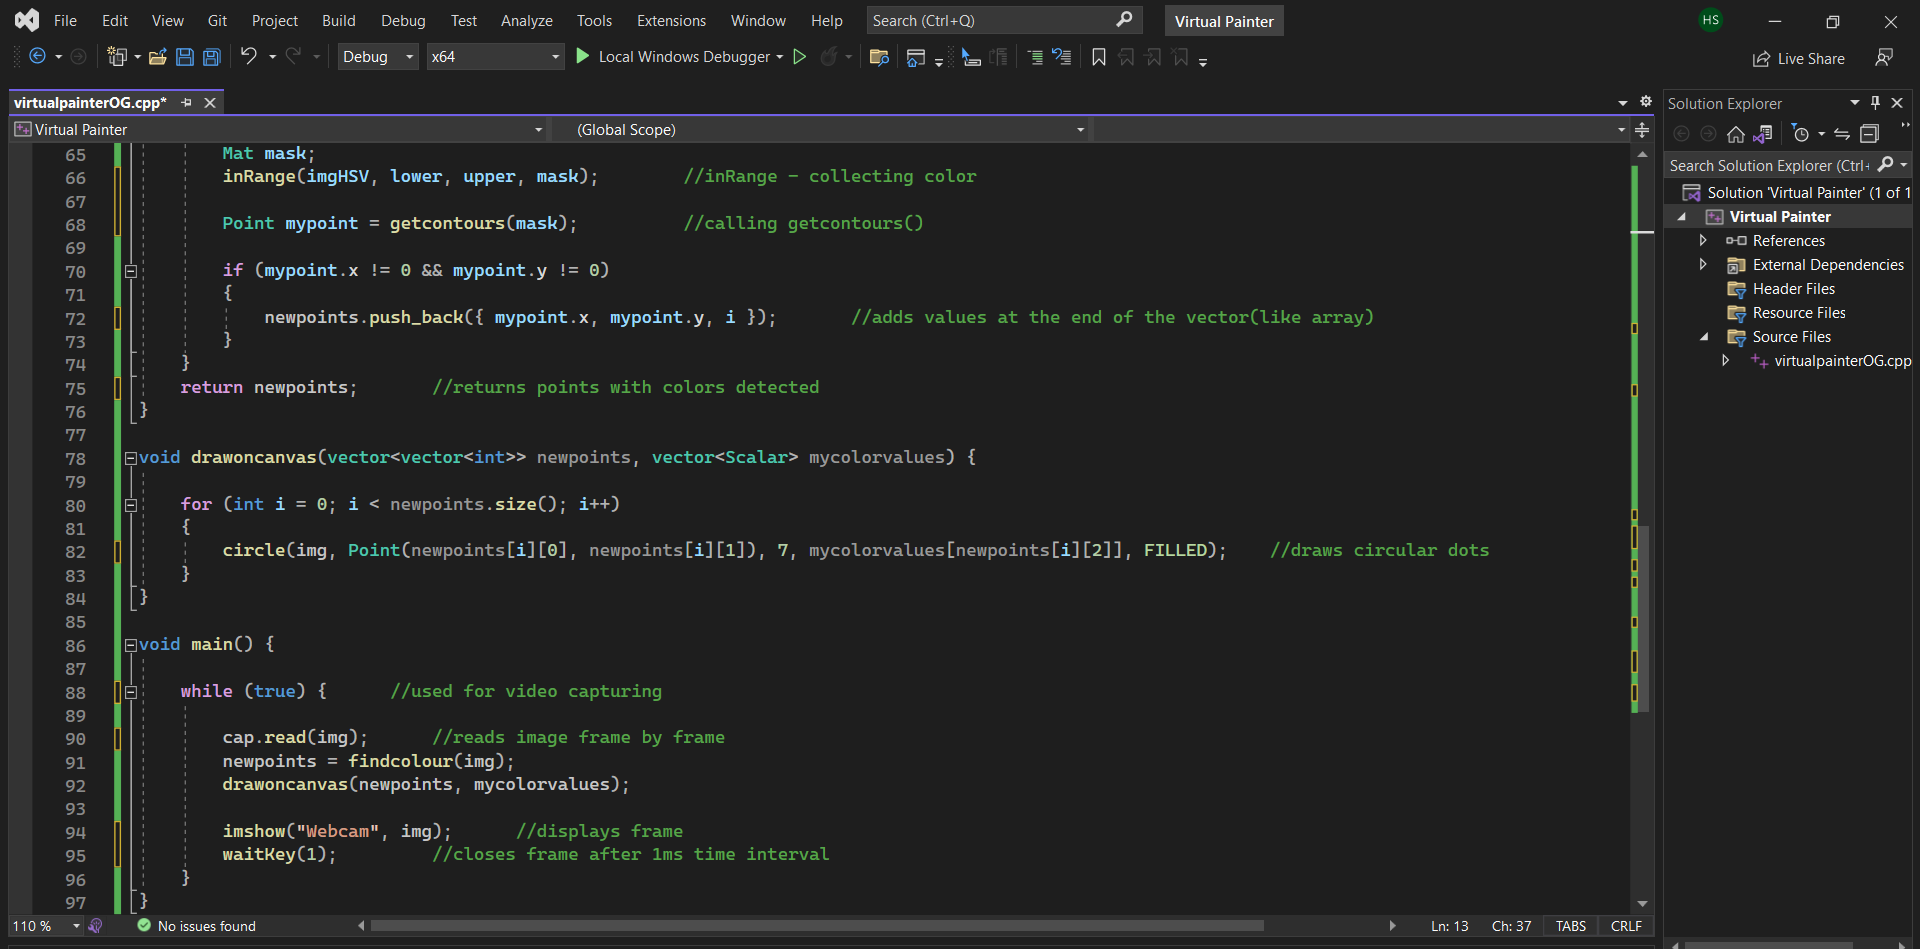 File Edit View Git Project Build Debug Test Analyze Tools Extensions Window Help Search (Ctrl+Q) Virtual Painter HS
Debug x64 Local Windows Debugger Live Share
virtualpainterOG.cpp*
Virtual Painter (Global Scope)
65 Mat mask;
66 inRange(imgHSV, lower, upper, mask); //inRange - collecting color
67
68 Point mypoint = getcontours(mask); //calling getcontours()
69
70 if (mypoint.x != 0 && mypoint.y != 0)
71 {
72 newpoints.push_back({ mypoint.x, mypoint.y, i }); //adds values at the end of the vector(like array)
73 }
74 }
75 return newpoints; //returns points with colors detected
76 }
77
78 void drawoncanvas(vector<vector<int>> newpoints, vector<Scalar> mycolorvalues) {
79
80 for (int i = 0; i < newpoints.size(); i++)
81 {
82 circle(img, Point(newpoints[i][0], newpoints[i][1]), 7, mycolorvalues[newpoints[i][2]], FILLED); //draws circular dots
83 }
84 }
85
86 void main() {
87
88 while (true) { //used for video capturing
89
90 cap.read(img); //reads image frame by frame
91 newpoints = findcolour(img);
92 drawoncanvas(newpoints, mycolorvalues);
93
94 imshow("Webcam", img); //displays frame
95 waitKey(1); //closes frame after 1ms time interval
96 }
97 }
110 % No issues found Ln: 13 Ch: 37 TABS CRLF
Solution Explorer
Search Solution Explorer (Ctrl+
Solution 'Virtual Painter' (1 of 1
Virtual Painter
References
External Dependencies
Header Files
Resource Files
Source Files
virtualpainterOG.cpp